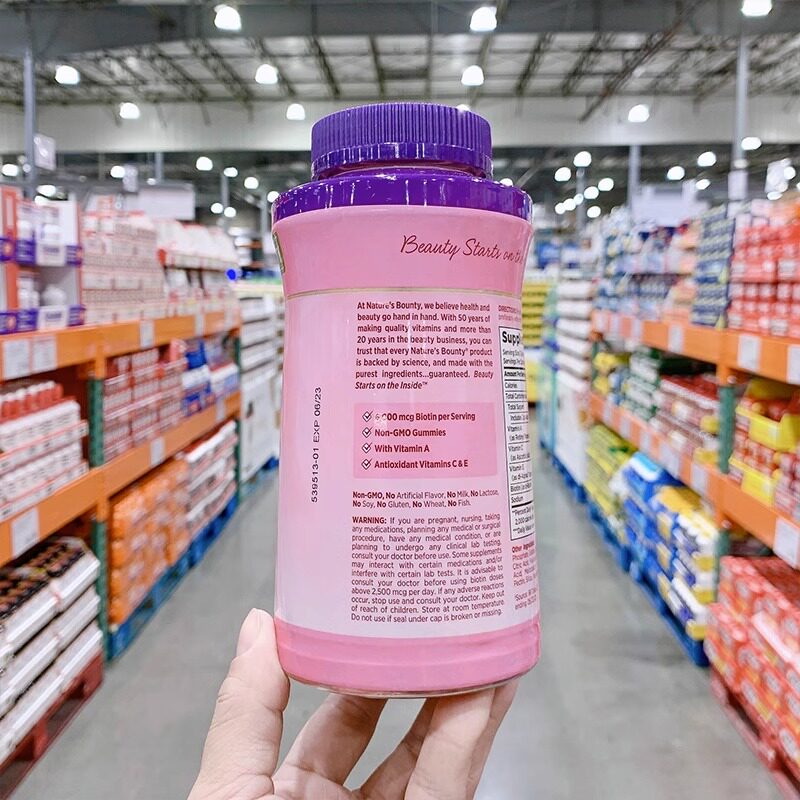 Beauty Starts on
At Nature's Bounty, we believe health and
beauty go hand in hand. With 50 years of
making quality vitamins and more than
20 years in the beauty business, you can
trust that every Nature's Bounty® product
is backed by science, and made with the
purest ingredients...guaranteed. Beauty
Starts on the Inside™
mcg Biotin per Serving
Non-GMO Gummies
With Vitamin A
Antioxidant Vitamins C & E
Non-GMO, No Artificial Flavor, No Milk, No Lactose,
No Soy, No Gluten, No Wheat, No Fish.
WARNING: If you are pregnant, nursing, taking
any medications, planning any medical or surgical
procedure, have any medical condition, or are
planning to undergo any clinical lab testing,
consult your doctor before use. Some supplements
may interact with certain medications and/or
interfere with certain lab tests. It is advisable to
consult your doctor before using biotin doses
above 2,500 mcg per day. If any adverse reactions
occur, stop use and consult your doctor. Keep out
of reach of children. Store at room temperature.
Do not use if seal under cap is broken or missing.
539513-01 EXP 06/23
Amount Per
Calories
Vitamin A
Vitamin C
Vitamin E
Sodium